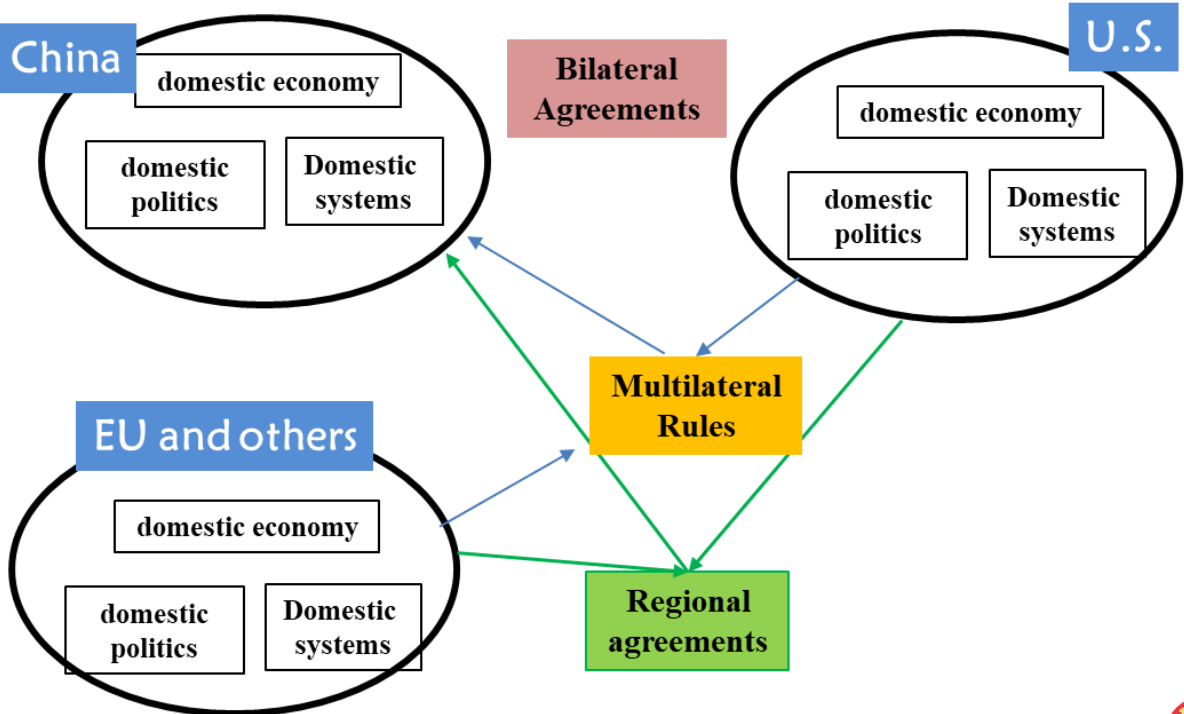 China
domestic economy
domestic
politics
Domestic
systems
Bilateral
Agreements
U.S.
domestic economy
domestic
politics
Domestic
systems
Multilateral
Rules
EU and others
domestic economy
domestic
politics
Domestic
systems
Regional
agreements